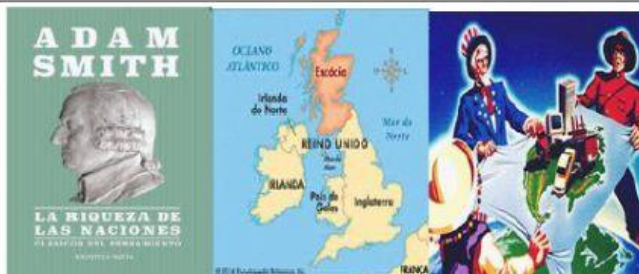 ADAM
SMITH
LA RIQUEZA DE
LAS NACIONES
CLÁSICOS DEL PENSAMIENTO
OCEANO
ATLÂNTICO
Escócia
Irlanda
do Norte
Mar do
Norte
REINO UNIDO
IRLANDA
País de
Gales
Inglaterra
FRANÇA